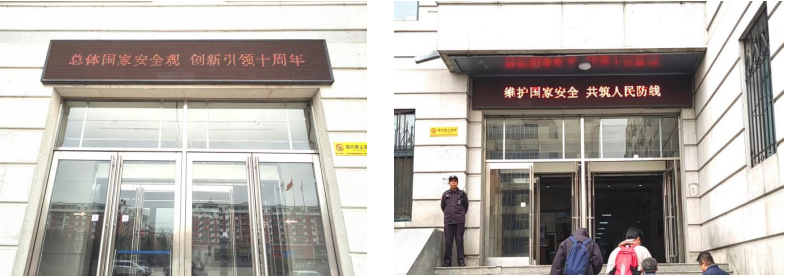 总体国家安全观 创新引领十周年
维护国家安全 共筑人民防线